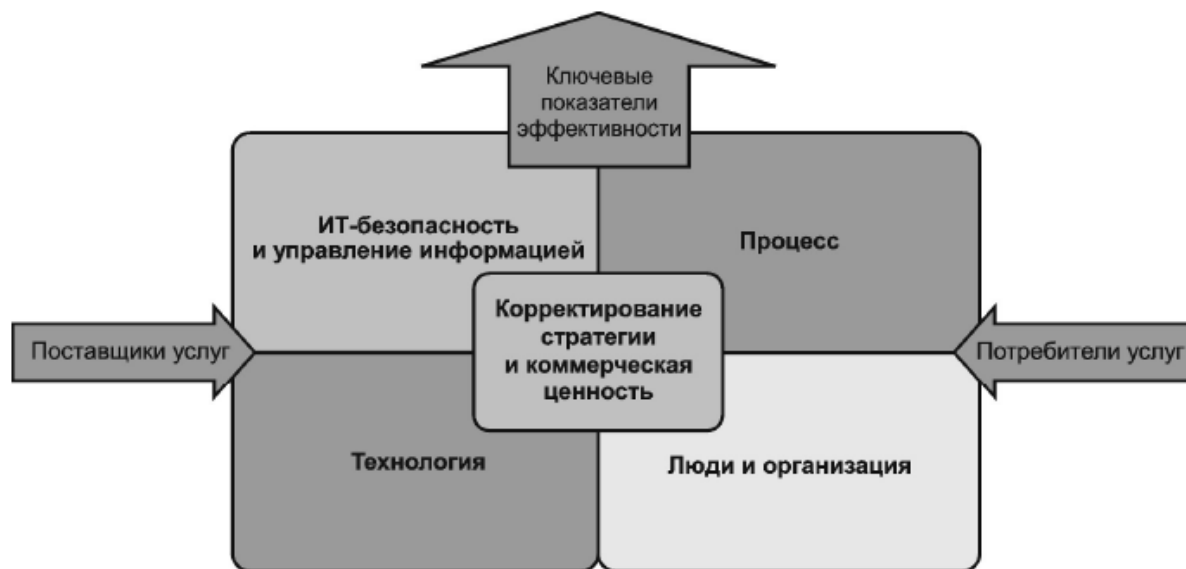 Ключевые
показатели
эффективности
ИТ-безопасность
и управление информацией
Процесс
Корректирование
стратегии
и коммерческая
ценность
Поставщики услуг
Потребители услуг
Технология
Люди и организация